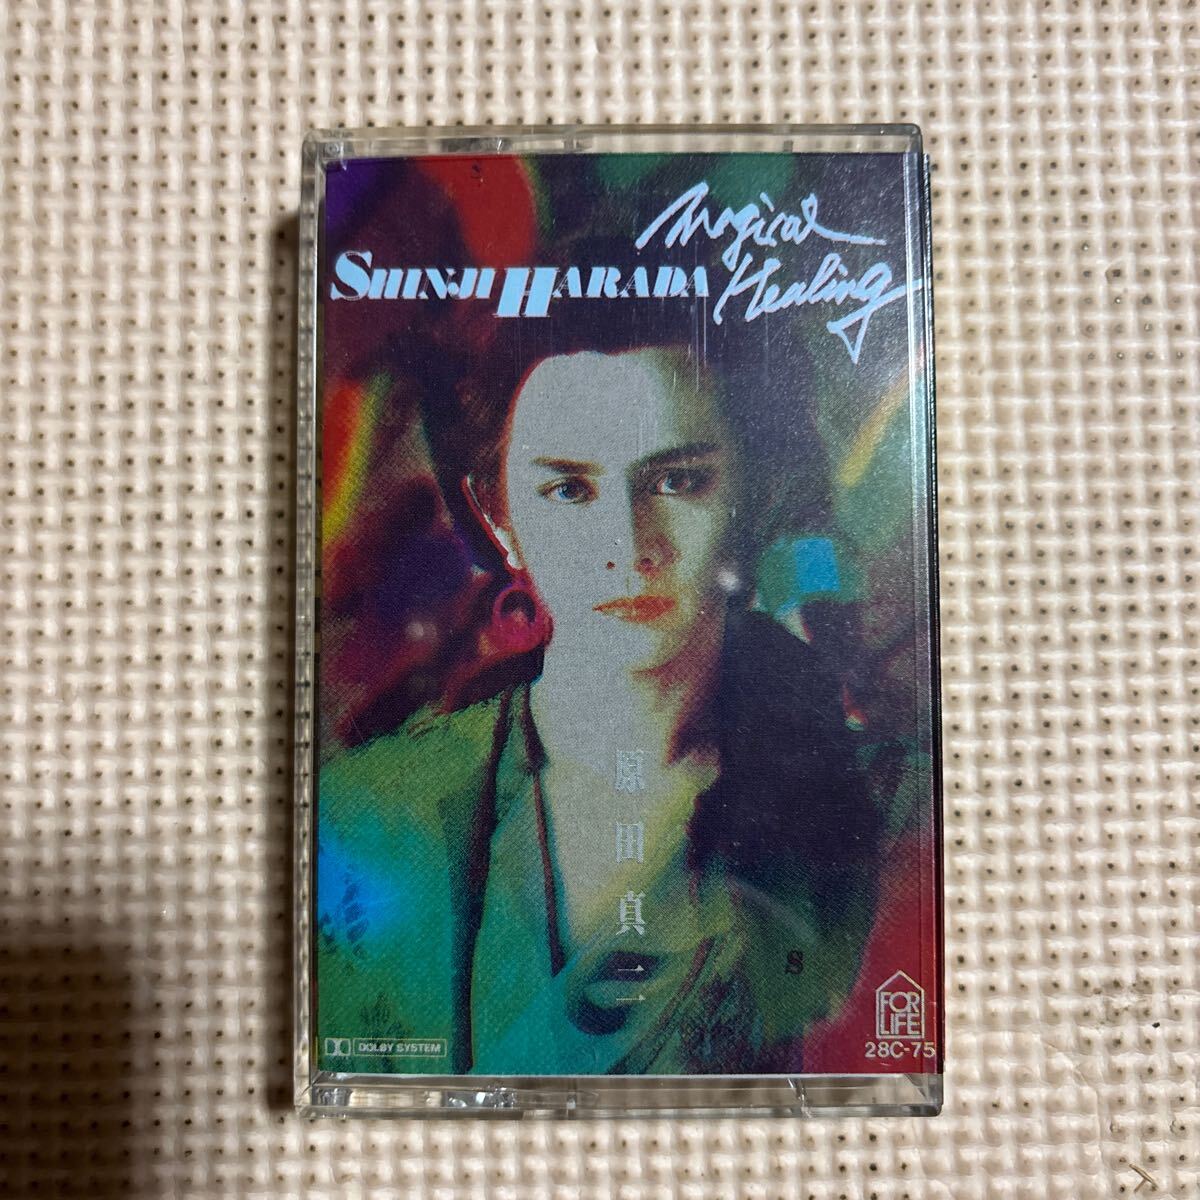 Magical
Healing
SHINJI HARADA
原田真二
S
DOLBY SYSTEM
FOR
LIFE
28C-75